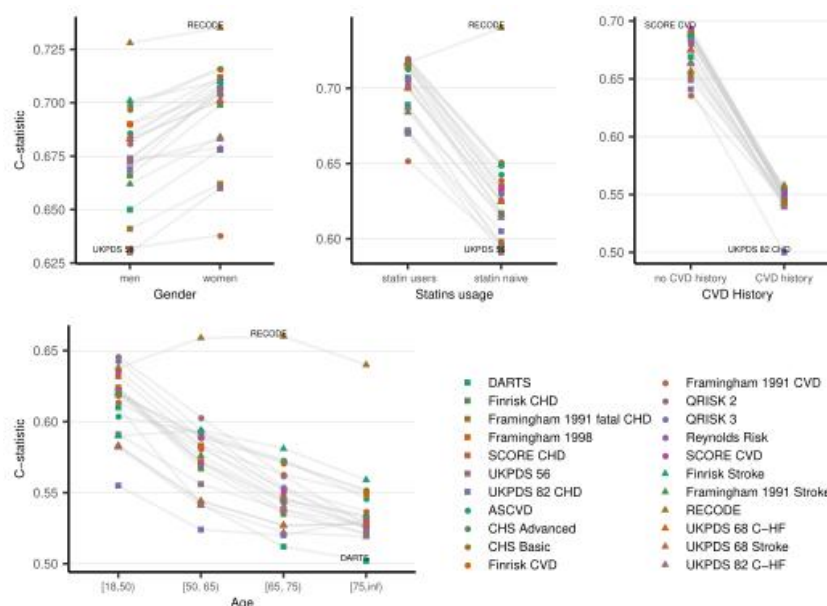 RECODE
0.725
0.700
0.675
0.650
0.625
C-statistic
UKPDS 56
men
women
Gender
RECODE
0.70
0.65
0.60
UKPDS 56
statin users
statin naive
Statins usage
SCORE CVD
0.70
0.65
0.60
0.55
0.50
UKPDS 82 CHD
no CVD history
CVD history
CVD History
RECODE
0.65
0.60
0.55
0.50
C-statistic
DARTS
[18,50)
[50, 65)
[65, 75)
[75,inf)
Age
DARTS
Finrisk CHD
Framingham 1991 fatal CHD
Framingham 1998
SCORE CHD
UKPDS 56
UKPDS 82 CHD
ASCVD
CHS Advanced
CHS Basic
Finrisk CVD
Framingham 1991 CVD
QRISK 2
QRISK 3
Reynolds Risk
SCORE CVD
Finrisk Stroke
Framingham 1991 Stroke
RECODE
UKPDS 68 C-HF
UKPDS 68 Stroke
UKPDS 82 C-HF